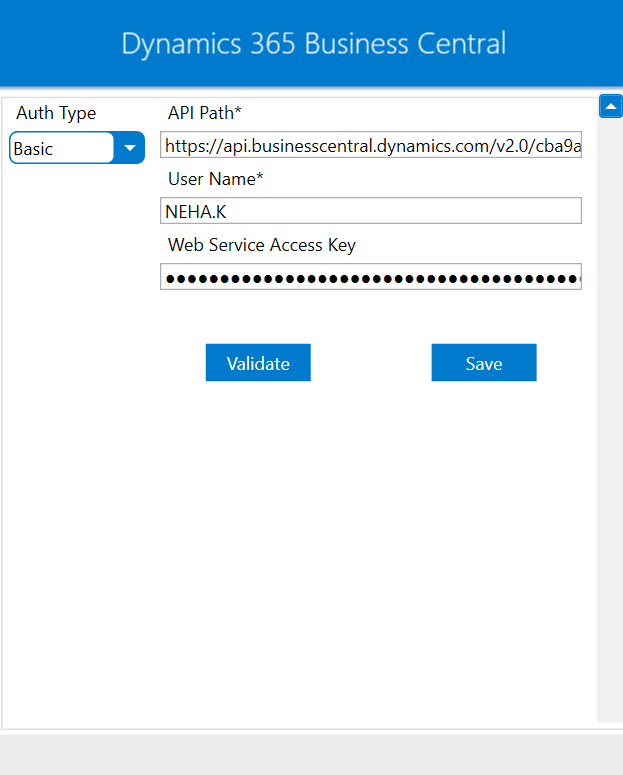 Dynamics 365 Business Central
Auth Type
API Path*
Basic
https://api.businesscentral.dynamics.com/v2.0/cba9a
User Name*
NEHA.K
Web Service Access Key
Validate
Save